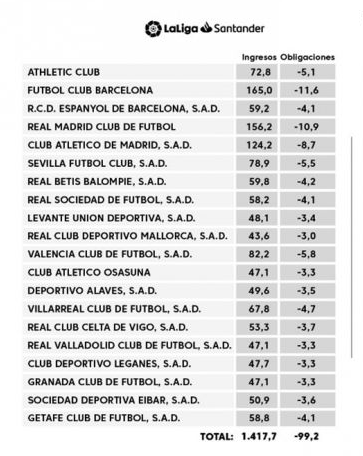 LaLiga Santander
Ingresos Obligaciones
ATHLETIC CLUB 72,8 -5,1
FUTBOL CLUB BARCELONA 165,0 -11,6
R.C.D. ESPANYOL DE BARCELONA, S.A.D. 59,2 -4,1
REAL MADRID CLUB DE FUTBOL 156,2 -10,9
CLUB ATLETICO DE MADRID, S.A.D. 124,2 -8,7
SEVILLA FUTBOL CLUB, S.A.D. 78,9 -5,5
REAL BETIS BALOMPIE, S.A.D. 59,8 -4,2
REAL SOCIEDAD DE FUTBOL, S.A.D. 58,2 -4,1
LEVANTE UNION DEPORTIVA, S.A.D. 48,1 -3,4
REAL CLUB DEPORTIVO MALLORCA, S.A.D. 43,6 -3,0
VALENCIA CLUB DE FUTBOL, S.A.D. 82,2 -5,8
CLUB ATLETICO OSASUNA 47,1 -3,3
DEPORTIVO ALAVES, S.A.D. 49,6 -3,5
VILLARREAL CLUB DE FUTBOL, S.A.D. 67,8 -4,7
REAL CLUB CELTA DE VIGO, S.A.D. 53,3 -3,7
REAL VALLADOLID CLUB DE FUTBOL, S.A.D. 47,1 -3,3
CLUB DEPORTIVO LEGANES, S.A.D. 47,7 -3,3
GRANADA CLUB DE FUTBOL, S.A.D. 47,1 -3,3
SOCIEDAD DEPORTIVA EIBAR, S.A.D. 50,9 -3,6
GETAFE CLUB DE FUTBOL, S.A.D. 58,8 -4,1
TOTAL: 1.417,7 -99,2